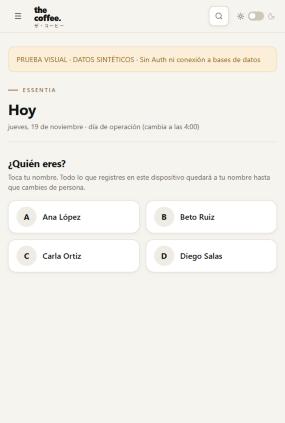 the
coffee.
ザ・コーヒー
PRUEBA VISUAL · DATOS SINTÉTICOS · Sin Auth ni conexión a bases de datos
ESSENTIA
Hoy
jueves, 19 de noviembre · día de operación (cambia a las 4:00)
¿Quién eres?
Toca tu nombre. Todo lo que registres en este dispositivo quedará a tu nombre hasta
que cambies de persona.
A Ana López
B Beto Ruiz
C Carla Ortiz
D Diego Salas